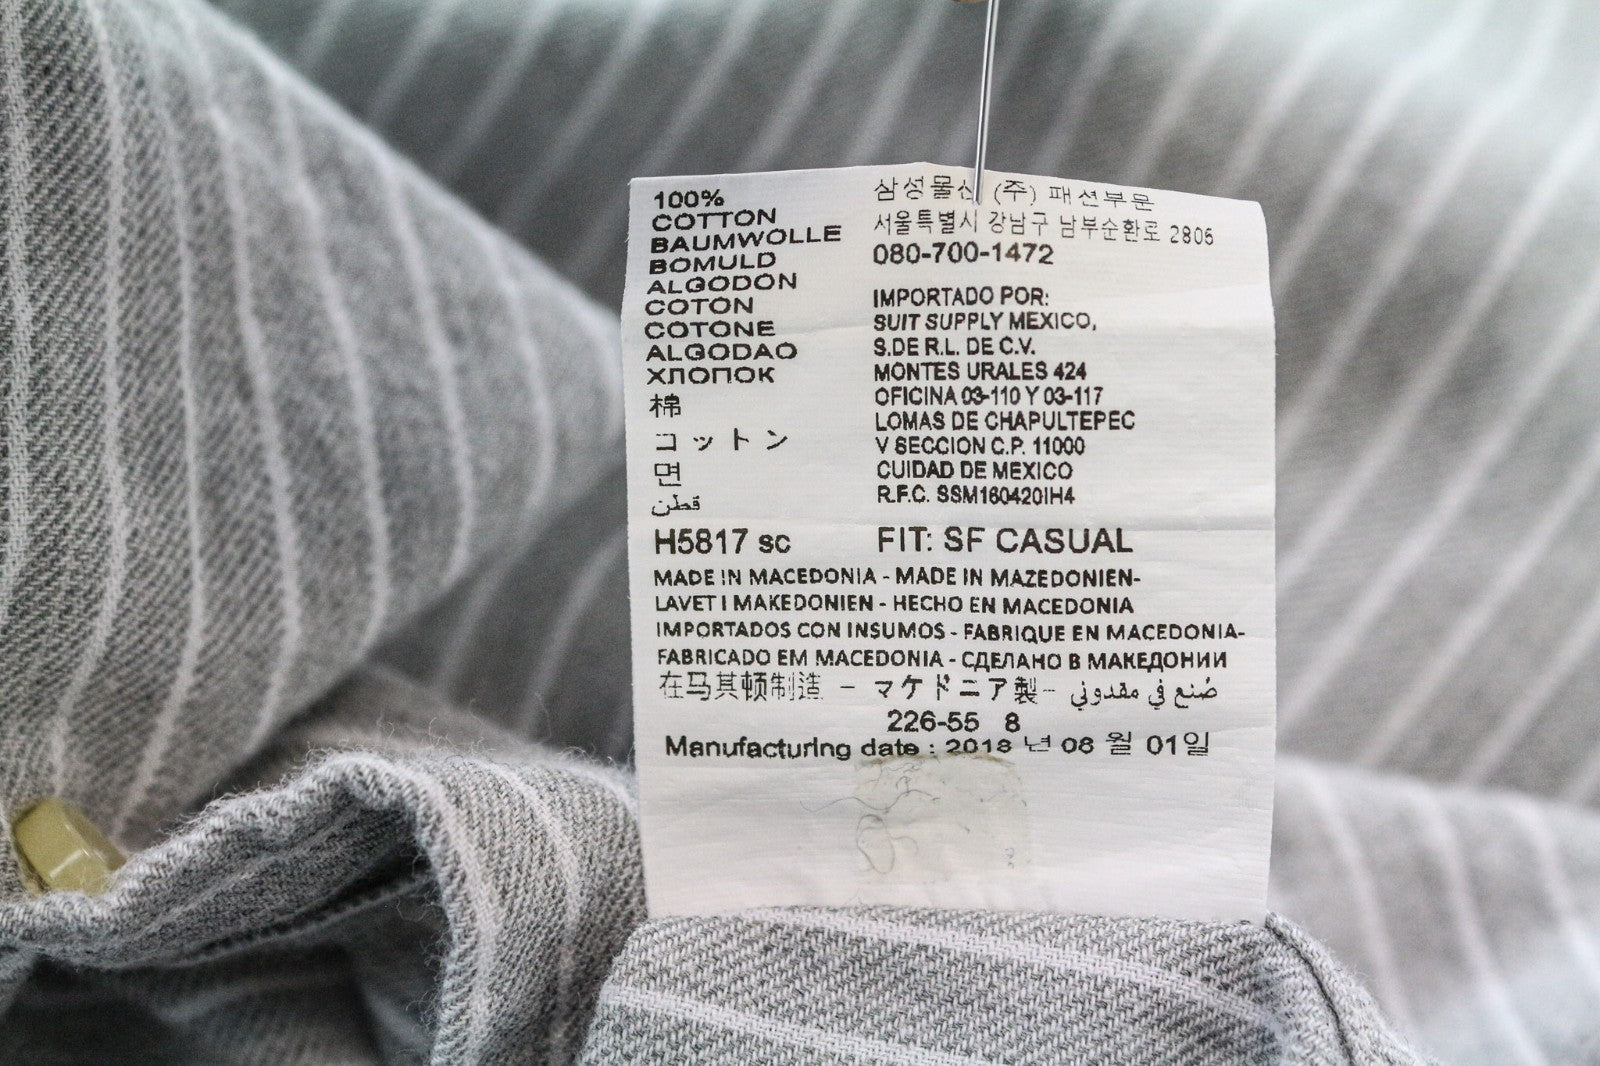 100%
COTTON
BAUMWOLLE
BOMULD
ALGODON
COTON
COTONE
ALGODAO
ХЛОПОК
棉
コットン
면
قطن
삼성물산 (주) 패션부문
서울특별시 강남구 남부순환로 2806
080-700-1472
IMPORTADO POR:
SUIT SUPPLY MEXICO,
S.DE R.L. DE C.V.
MONTES URALES 424
OFICINA 03-110 Y 03-117
LOMAS DE CHAPULTEPEC
V SECCION C.P. 11000
CUIDAD DE MEXICO
R.F.C. SSM160420IH4
H5817 sc FIT: SF CASUAL
MADE IN MACEDONIA - MADE IN MAZEDONIEN-
LAVET I MAKEDONIEN - HECHO EN MACEDONIA
IMPORTADOS CON INSUMOS - FABRIQUE EN MACEDONIA-
FABRICADO EM MACEDONIA - СДЕЛАНО В МАКЕДОНИИ
在马其顿制造 - マケドニア製- صُنع في مقدوني
226-55 8
Manufacturing date : 2018 년 08 월 01일